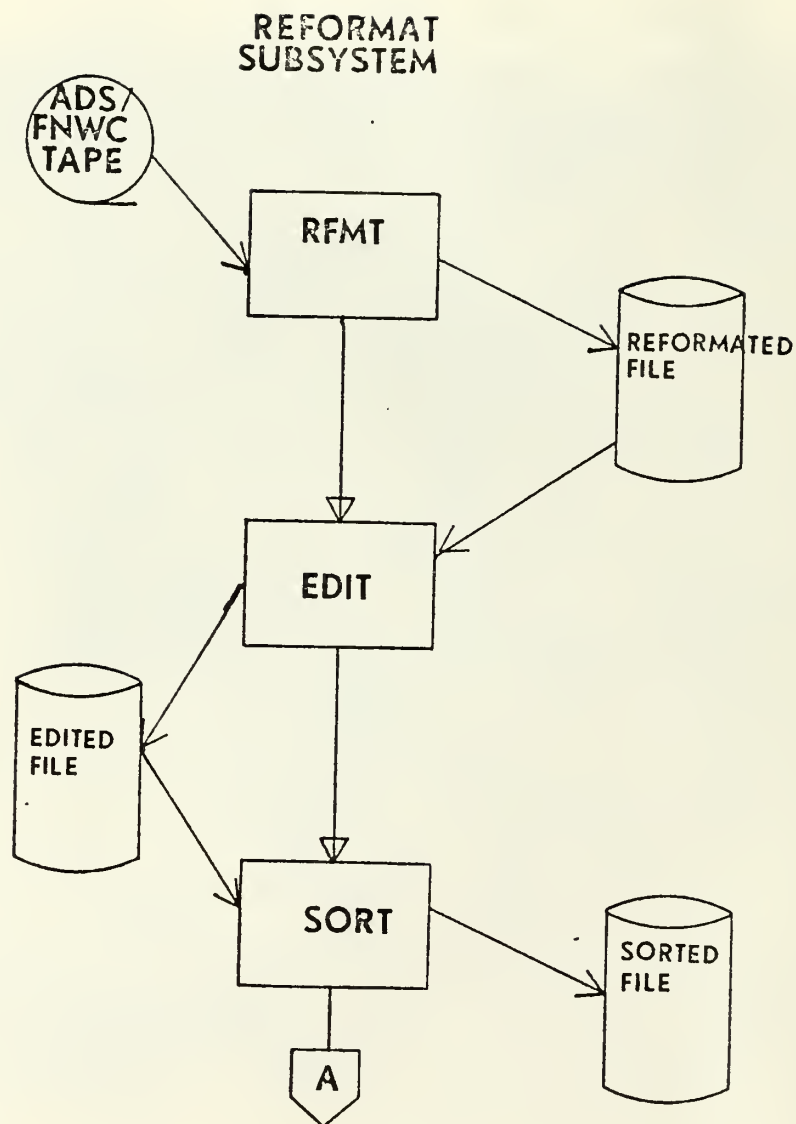 REFORMAT
SUBSYSTEM
ADS/
FNWC
TAPE
RFMT
REFORMATED
FILE
EDIT
EDITED
FILE
SORT
SORTED
FILE
A